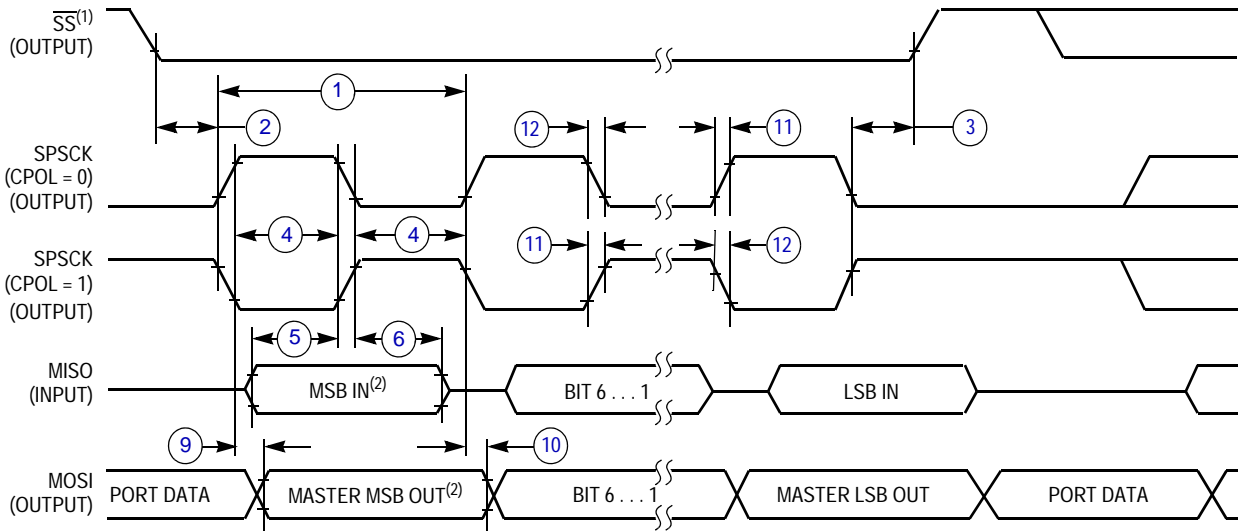 SS(1)
(OUTPUT)
1
2
12
11
3
SPSCK
(CPOL = 0)
(OUTPUT)
4
4
11
12
SPSCK
(CPOL = 1)
(OUTPUT)
5
6
MISO
(INPUT)
MSB IN(2)
BIT 6 . . . 1
LSB IN
9
10
MOSI
(OUTPUT)
PORT DATA
MASTER MSB OUT(2)
BIT 6 . . . 1
MASTER LSB OUT
PORT DATA